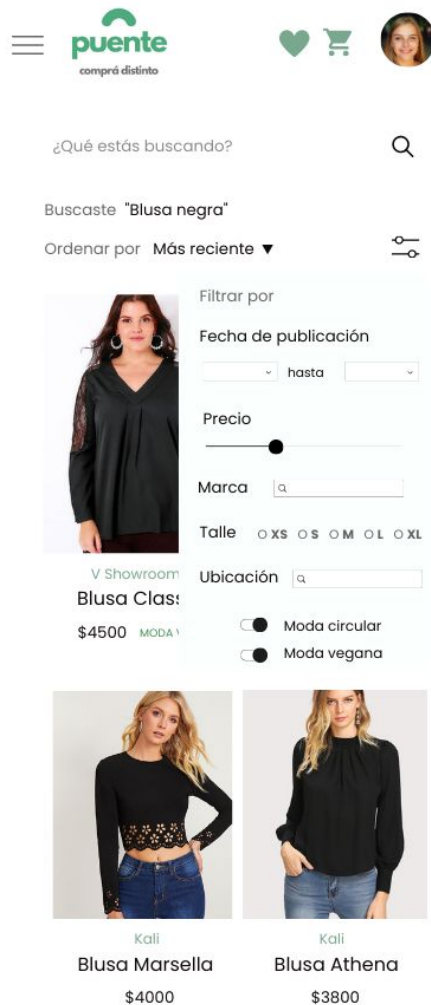 puente
comprá distinto
¿Qué estás buscando?
Buscaste "Blusa negra"
Ordenar por Más reciente ▼
Filtrar por
Fecha de publicación
hasta
Precio
Marca
Talle XS S M L XL
Ubicación
Moda circular
Moda vegana
V Showroom
Blusa Clas
$4500 MODA
Kali
Blusa Marsella
$4000
Kali
Blusa Athena
$3800